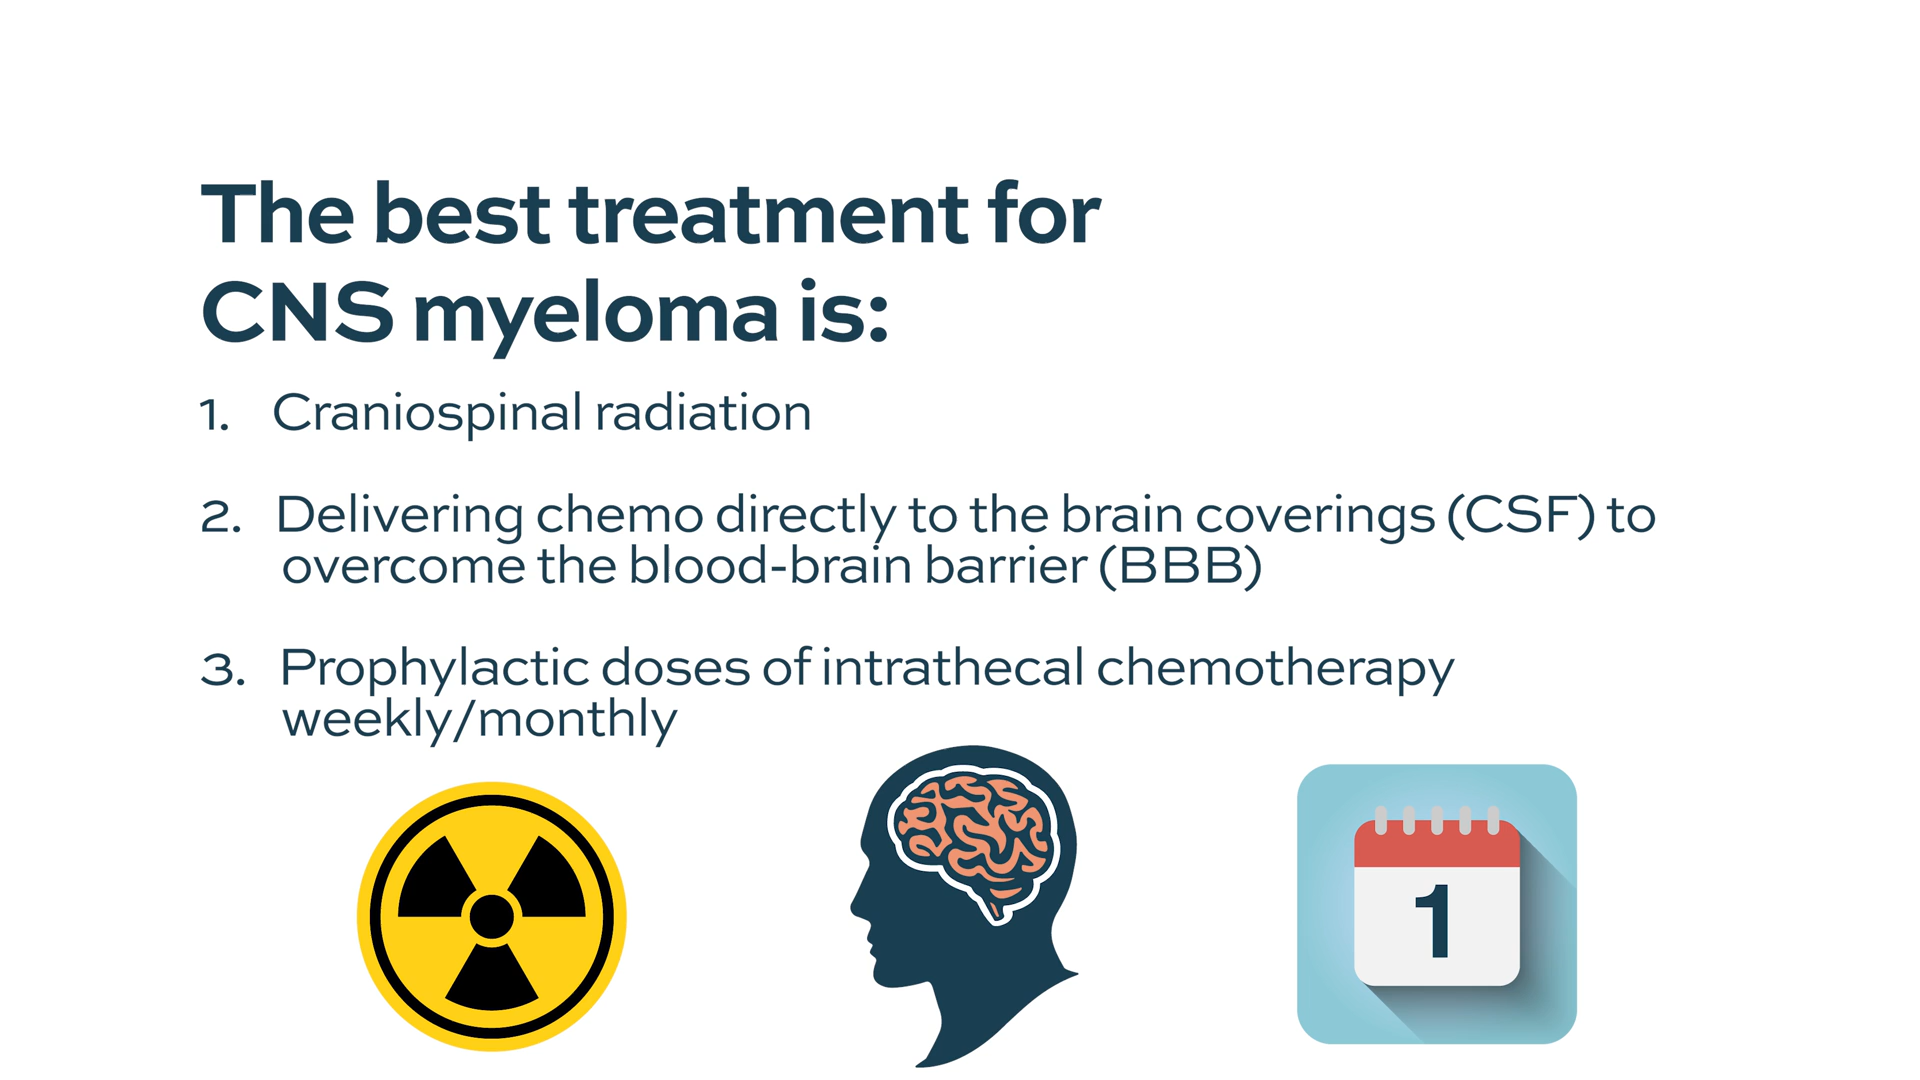 The best treatment for
CNS myeloma is:
1. Craniospinal radiation
2. Delivering chemo directly to the brain coverings (CSF) to
overcome the blood-brain barrier (BBB)
3. Prophylactic doses of intrathecal chemotherapy
weekly/monthly
1